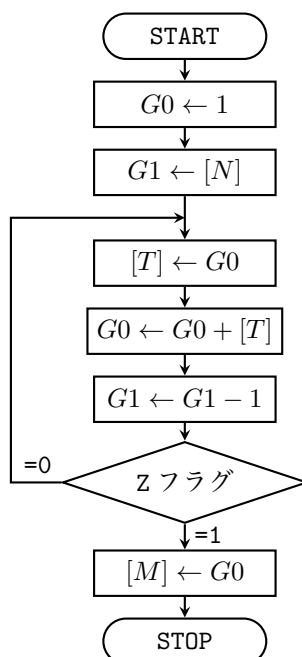 START
G0 ← 1
G1 ← [N]
[T] ← G0
G0 ← G0 + [T]
G1 ← G1 − 1
Z フラグ
=0
=1
[M] ← G0
STOP